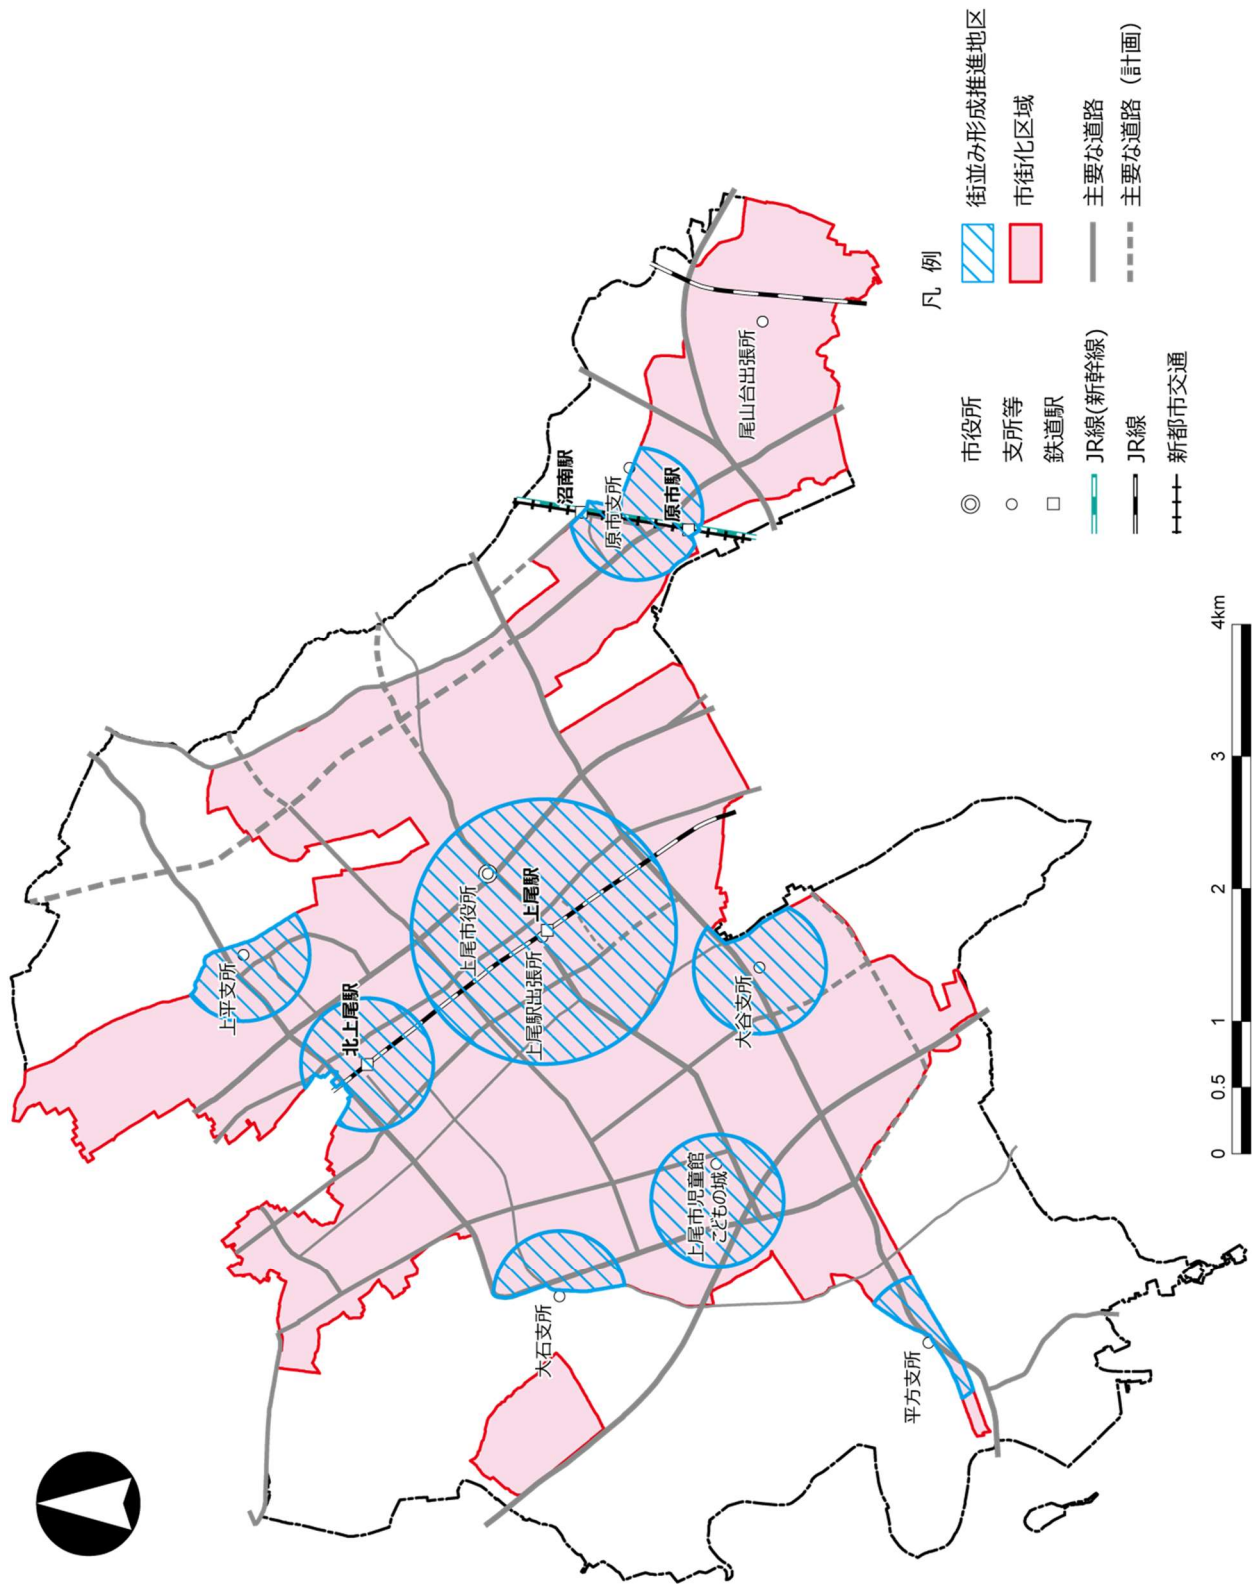 上平支所
北上尾駅
上尾市役所
上尾駅
上尾駅出張所
大谷支所
大石支所
上尾市児童館
こどもの城
平方支所
沼南駅
原市支所
原市駅
尾山台出張所
凡 例
市役所
支所等
鉄道駅
JR線(新幹線)
JR線
新都市交通
街並み形成推進地区
市街化区域
主要な道路
主要な道路（計画）
0
0.5
1
2
3
4km